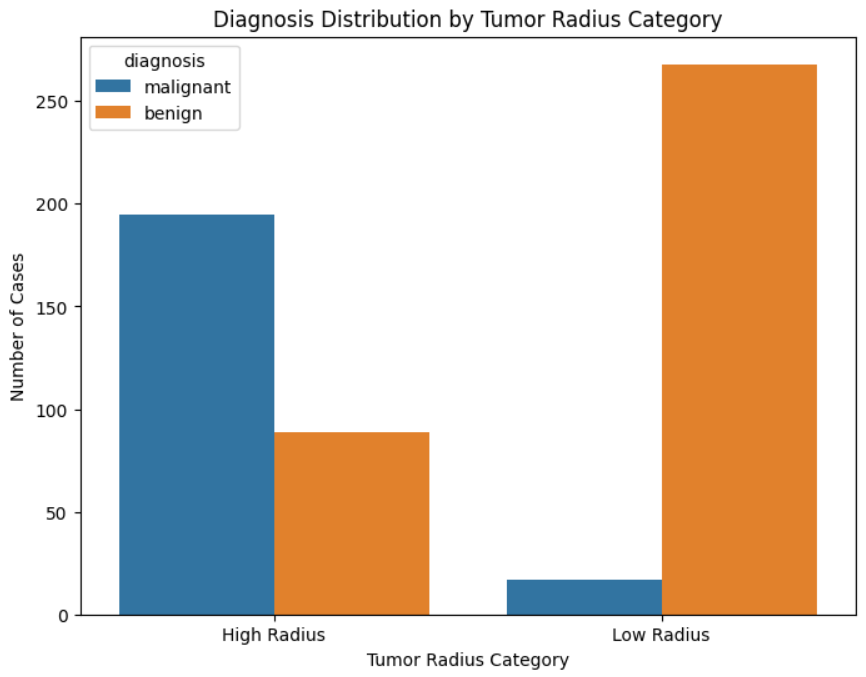 Diagnosis Distribution by Tumor Radius Category
diagnosis
malignant
benign
250
200
150
100
50
0
Number of Cases
High Radius
Low Radius
Tumor Radius Category